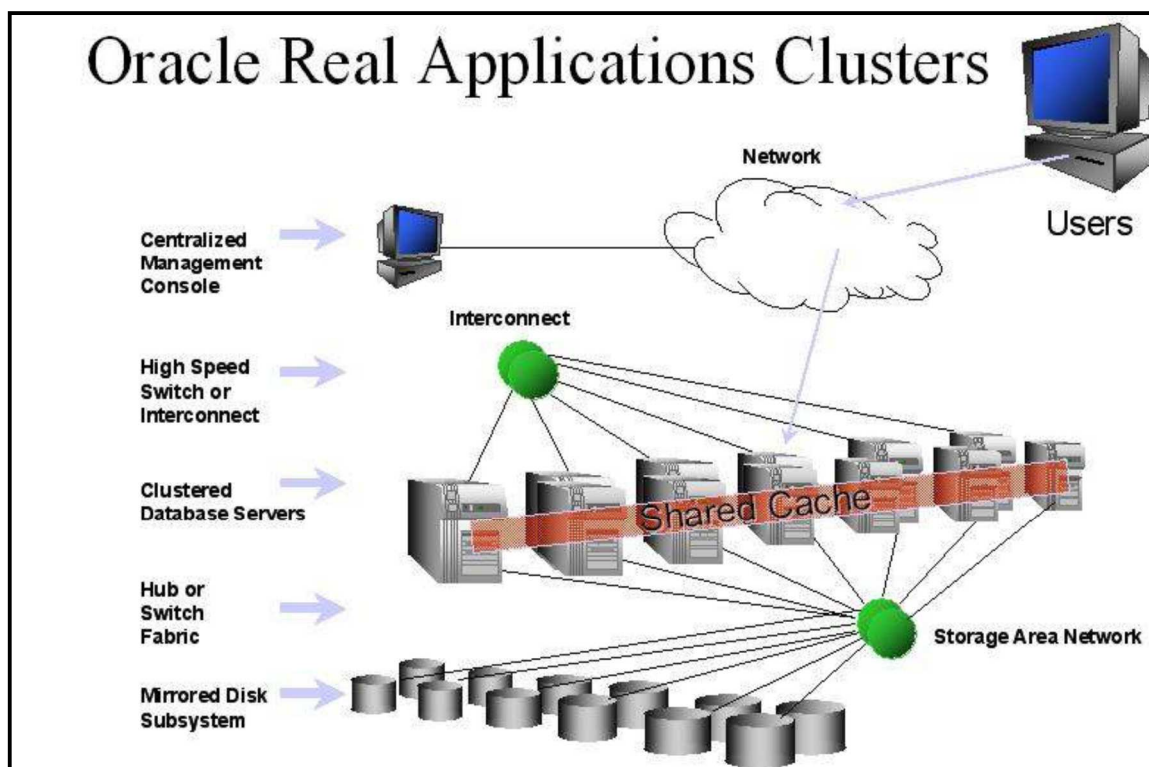 Oracle Real Applications Clusters
Network
Users
Centralized
Management
Console
Interconnect
High Speed
Switch or
Interconnect
Clustered
Database Servers
Shared Cache
Hub or
Switch
Fabric
Storage Area Network
Mirrored Disk
Subsystem